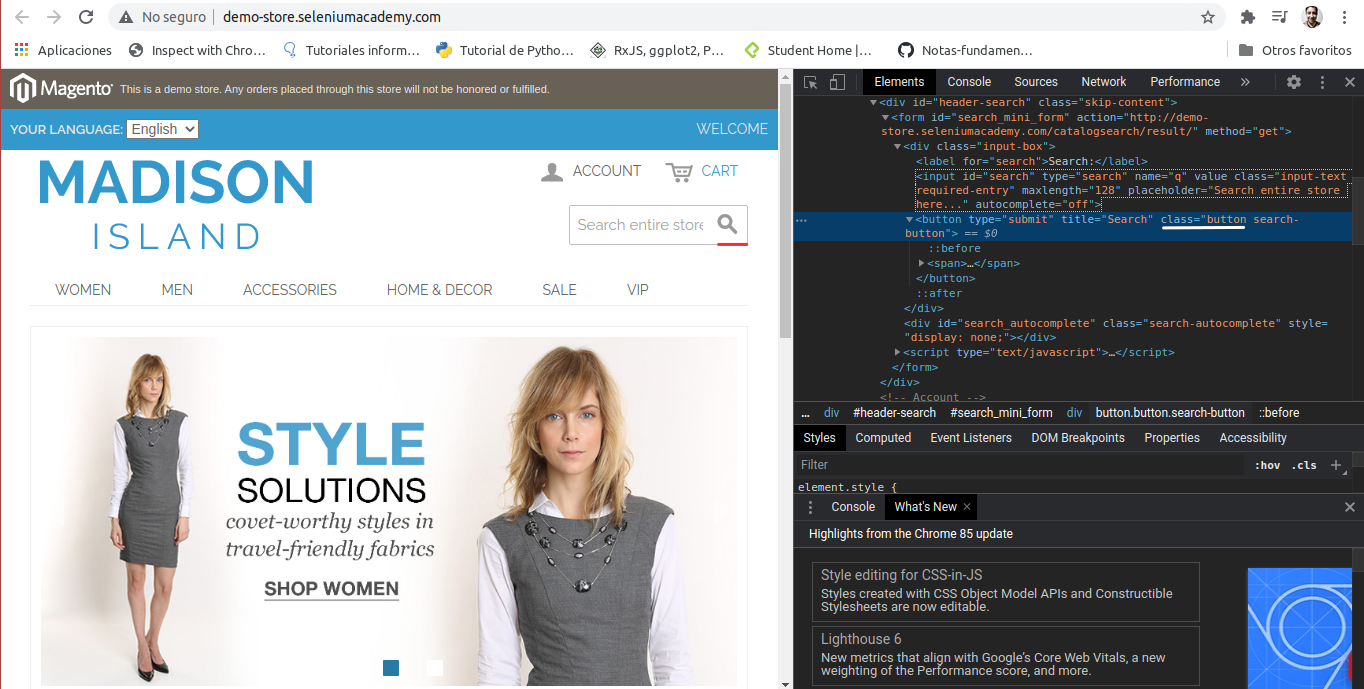 No seguro
demo-store.seleniumacademy.com
Aplicaciones
Inspect with Chro...
Tutoriales inform...
Tutorial de Pytho...
RxJS, ggplot2, P...
Student Home |...
Notas-fundamen...
Otros favoritos
Magento
This is a demo store. Any orders placed through this store will not be honored or fulfilled.
YOUR LANGUAGE:
English
WELCOME
MADISON
ISLAND
ACCOUNT
CART
Search entire store
WOMEN
MEN
ACCESSORIES
HOME & DECOR
SALE
VIP
STYLE
SOLUTIONS
covet-worthy styles in
travel-friendly fabrics
SHOP WOMEN
Elements
Console
Sources
Network
Performance
»
<div id="header-search" class="skip-content">
<form id="search_mini_form" action="http://demo-
store.seleniumacademy.com/catalogsearch/result/" method="get">
<div class="input-box">
<label for="search">Search:</label>
<input id="search" type="search" name="q" value class="input-text
required-entry" maxlength="128" placeholder="Search entire store
here..." autocomplete="off">
...
<button type="submit" title="Search" class="button search-
button"> == $0
::before
<span>…</span>
</button>
::after
</div>
<div id="search_autocomplete" class="search-autocomplete" style=
"display: none;"></div>
<script type="text/javascript">…</script>
</form>
</div>
<!-- Account -->
...
div
#header-search
#search_mini_form
div
button.button.search-button
::before
Styles
Computed
Event Listeners
DOM Breakpoints
Properties
Accessibility
Filter
:hov
.cls
element.style {
Console
What's New
Highlights from the Chrome 85 update
Style editing for CSS-in-JS
Styles created with CSS Object Model APIs and Constructible
Stylesheets are now editable.
Lighthouse 6
New metrics that align with Google's Core Web Vitals, a new
weighting of the Performance score, and more.